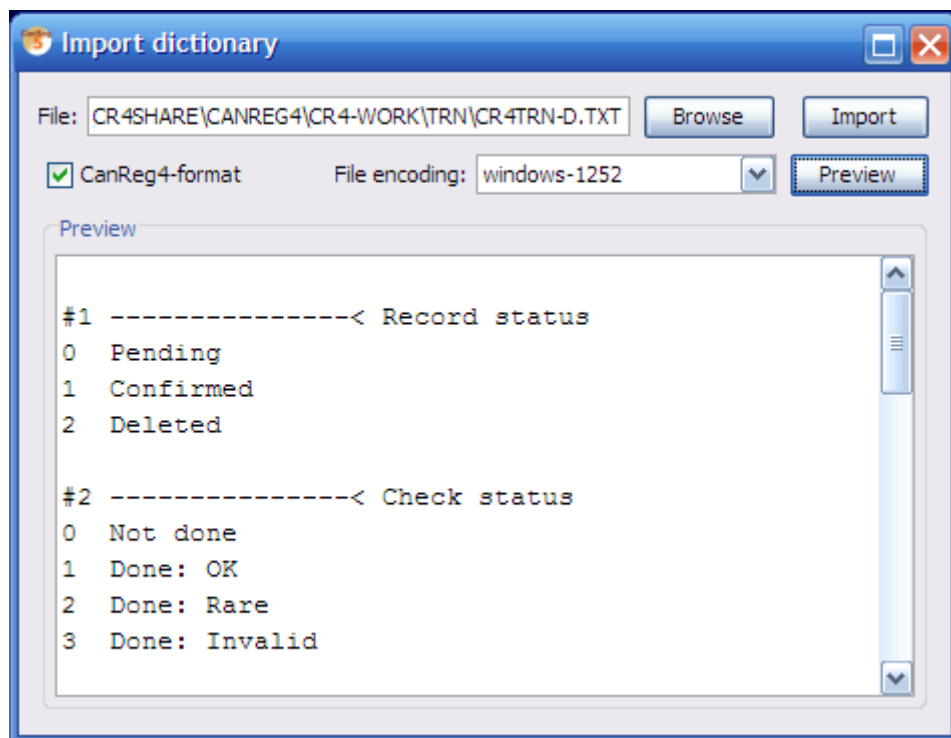 Import dictionary
File: CR4SHARE\CANREG4\CR4-WORK\TRN\CR4TRN-D.TXT Browse Import
CanReg4-format File encoding: windows-1252 Preview
Preview
#1 ---------------< Record status
0 Pending
1 Confirmed
2 Deleted
#2 ---------------< Check status
0 Not done
1 Done: OK
2 Done: Rare
3 Done: Invalid